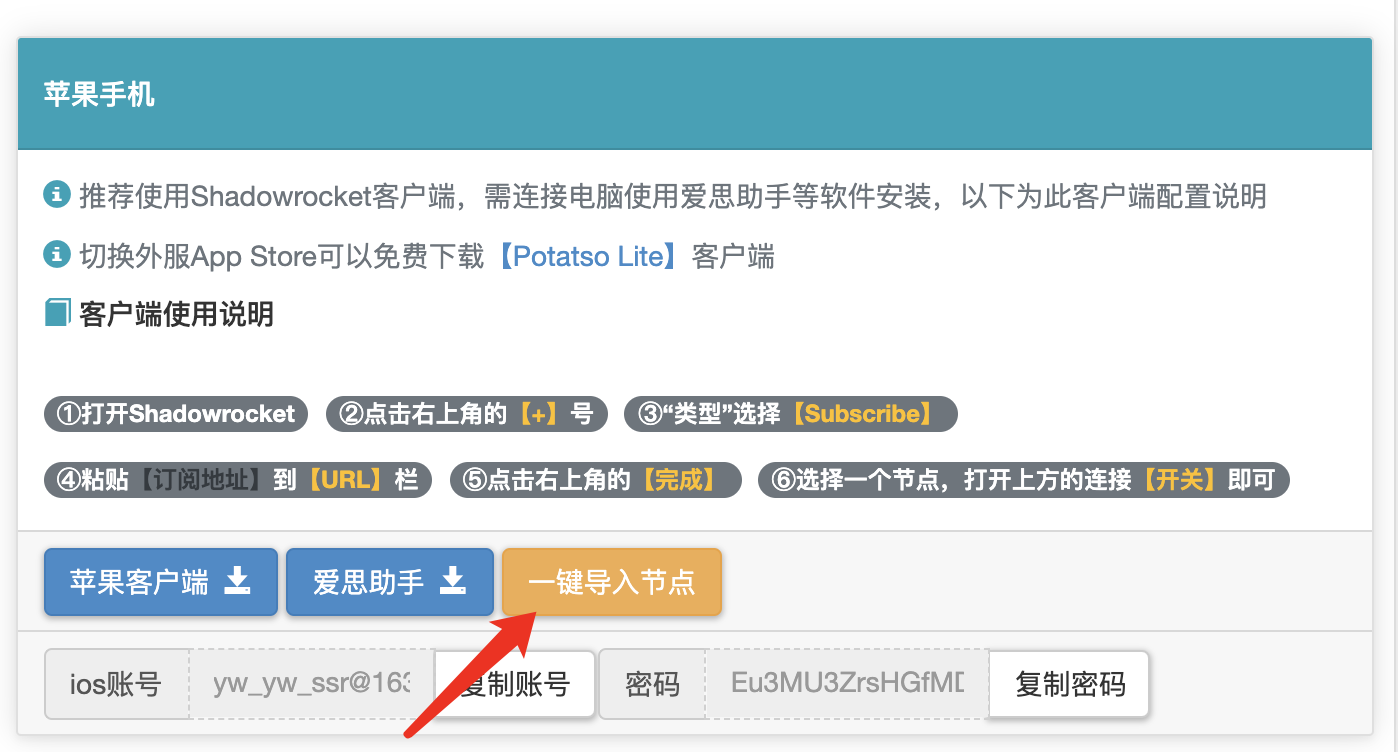 苹果手机
推荐使用Shadowrocket客户端，需连接电脑使用爱思助手等软件安装，以下为此客户端配置说明
切换外服App Store可以免费下载【Potatso Lite】客户端
客户端使用说明
①打开Shadowrocket ②点击右上角的【+】号 ③“类型”选择【Subscribe】
④粘贴【订阅地址】到【URL】栏 ⑤点击右上角的【完成】 ⑥选择一个节点，打开上方的连接【开关】即可
苹果客户端 爱思助手 一键导入节点
ios账号 yw_yw_ssr@163 复制账号 密码 Eu3MU3ZrsHGfM 复制密码